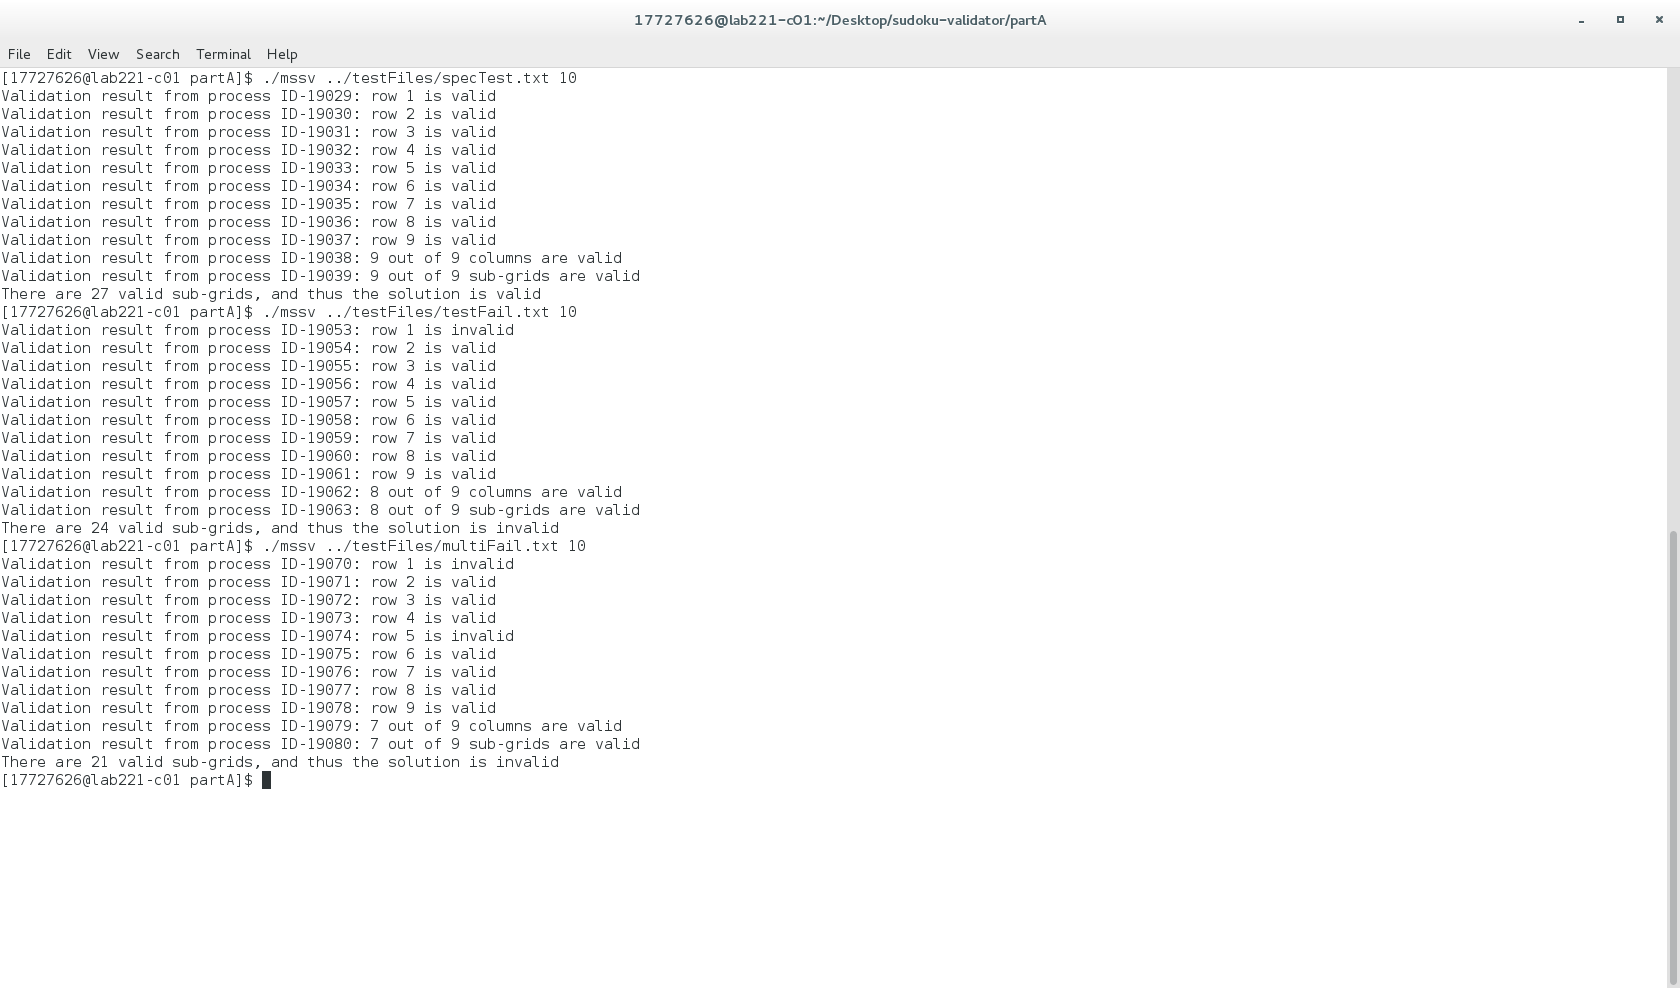 17727626@lab221-c01:~/Desktop/sudoku-validator/partA
File Edit View Search Terminal Help
[17727626@lab221-c01 partA]$ ./mssv ../testFiles/specTest.txt 10
Validation result from process ID-19029: row 1 is valid
Validation result from process ID-19030: row 2 is valid
Validation result from process ID-19031: row 3 is valid
Validation result from process ID-19032: row 4 is valid
Validation result from process ID-19033: row 5 is valid
Validation result from process ID-19034: row 6 is valid
Validation result from process ID-19035: row 7 is valid
Validation result from process ID-19036: row 8 is valid
Validation result from process ID-19037: row 9 is valid
Validation result from process ID-19038: 9 out of 9 columns are valid
Validation result from process ID-19039: 9 out of 9 sub-grids are valid
There are 27 valid sub-grids, and thus the solution is valid
[17727626@lab221-c01 partA]$ ./mssv ../testFiles/testFail.txt 10
Validation result from process ID-19053: row 1 is invalid
Validation result from process ID-19054: row 2 is valid
Validation result from process ID-19055: row 3 is valid
Validation result from process ID-19056: row 4 is valid
Validation result from process ID-19057: row 5 is valid
Validation result from process ID-19058: row 6 is valid
Validation result from process ID-19059: row 7 is valid
Validation result from process ID-19060: row 8 is valid
Validation result from process ID-19061: row 9 is valid
Validation result from process ID-19062: 8 out of 9 columns are valid
Validation result from process ID-19063: 8 out of 9 sub-grids are valid
There are 24 valid sub-grids, and thus the solution is invalid
[17727626@lab221-c01 partA]$ ./mssv ../testFiles/multiFail.txt 10
Validation result from process ID-19070: row 1 is invalid
Validation result from process ID-19071: row 2 is valid
Validation result from process ID-19072: row 3 is valid
Validation result from process ID-19073: row 4 is valid
Validation result from process ID-19074: row 5 is invalid
Validation result from process ID-19075: row 6 is valid
Validation result from process ID-19076: row 7 is valid
Validation result from process ID-19077: row 8 is valid
Validation result from process ID-19078: row 9 is valid
Validation result from process ID-19079: 7 out of 9 columns are valid
Validation result from process ID-19080: 7 out of 9 sub-grids are valid
There are 21 valid sub-grids, and thus the solution is invalid
[17727626@lab221-c01 partA]$